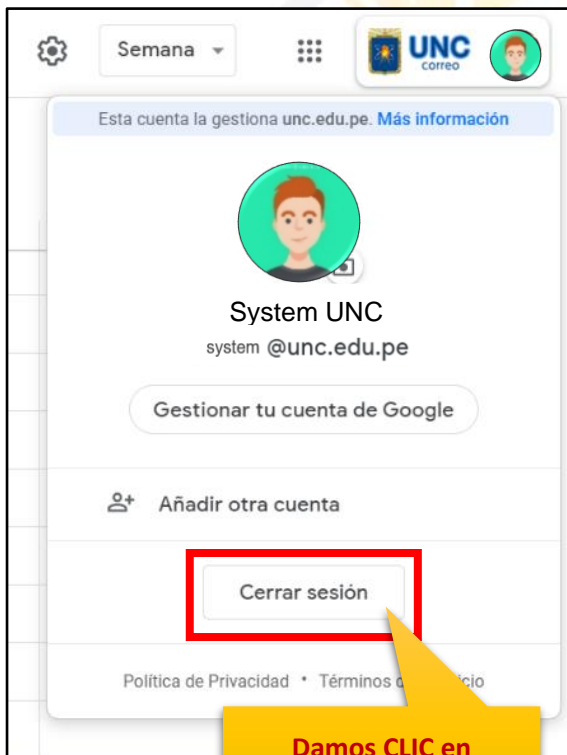 Semana
UNC
correo
Esta cuenta la gestiona unc.edu.pe. Más información
System UNC
system @unc.edu.pe
Gestionar tu cuenta de Google
Añadir otra cuenta
Cerrar sesión
Política de Privacidad • Términos
Damos CLIC en